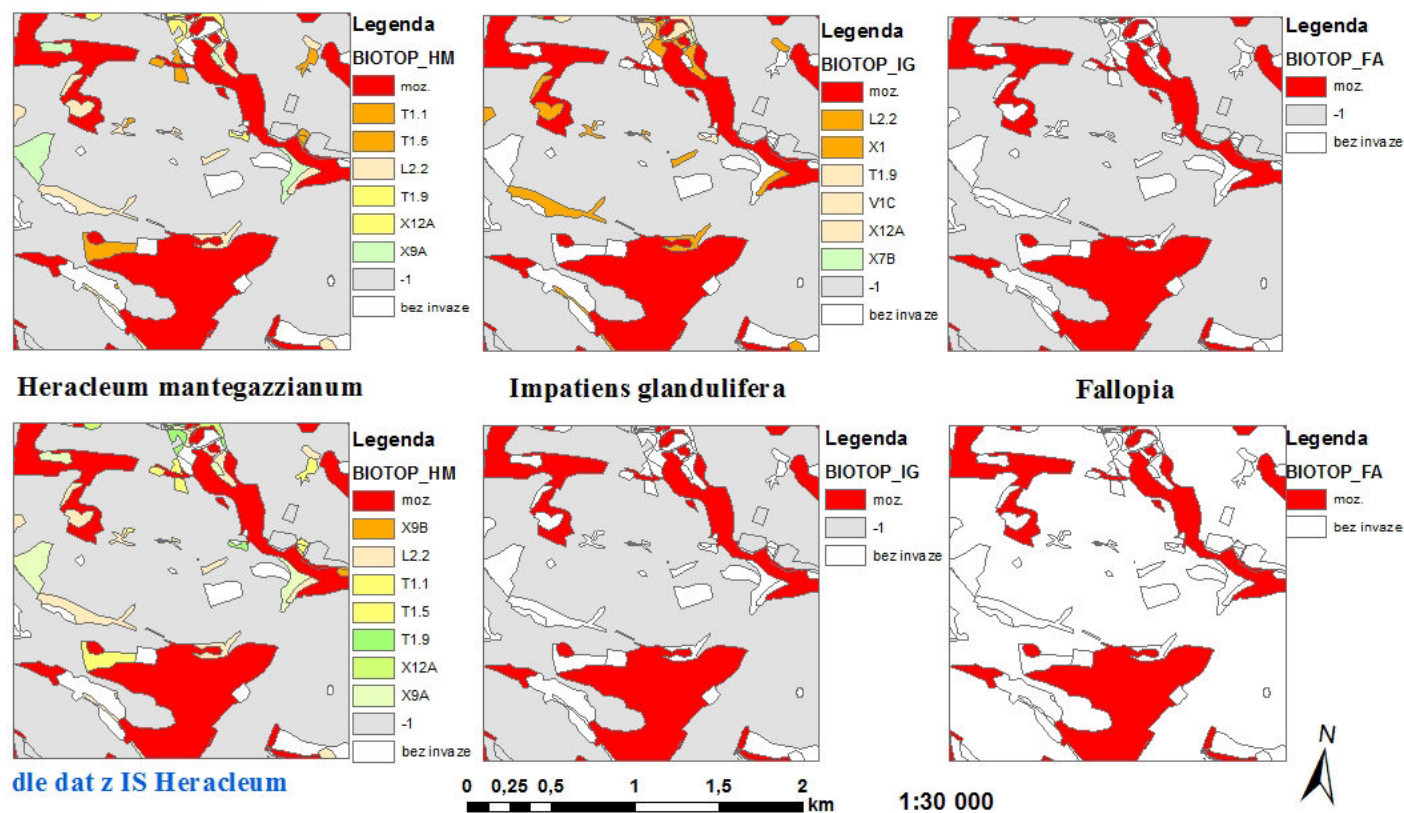 Legenda
BIOTOP_HM
moz.
T1.1
T1.5
L2.2
T1.9
X12A
X9A
-1
bez invaze
Legenda
BIOTOP_IG
moz.
L2.2
X1
T1.9
V1C
X12A
X7B
-1
bez invaze
Legenda
BIOTOP_FA
moz.
-1
bez invaze
Heracleum mantegazzianum
Impatiens glandulifera
Fallopia
Legenda
BIOTOP_HM
moz.
X9B
L2.2
T1.1
T1.5
T1.9
X12A
X9A
-1
bez invaze
Legenda
BIOTOP_IG
moz.
-1
bez invaze
Legenda
BIOTOP_FA
moz.
bez invaze
dle dat z IS Heracleum
0 0,25 0,5 1 1,5 2
km
1:30 000
N